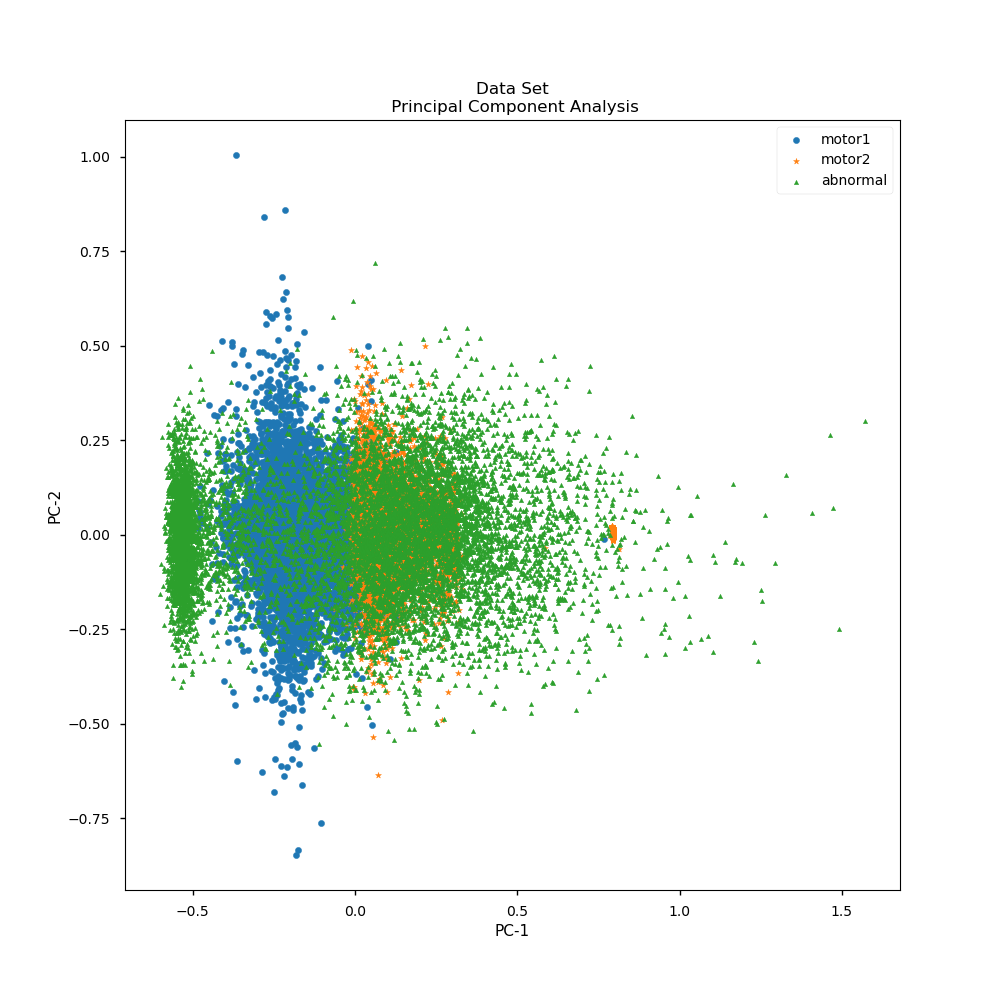 Data Set
Principal Component Analysis
motor1
motor2
abnormal
1.00
0.75
0.50
0.25
0.00
−0.25
−0.50
−0.75
PC-2
−0.5
0.0
0.5
1.0
1.5
PC-1